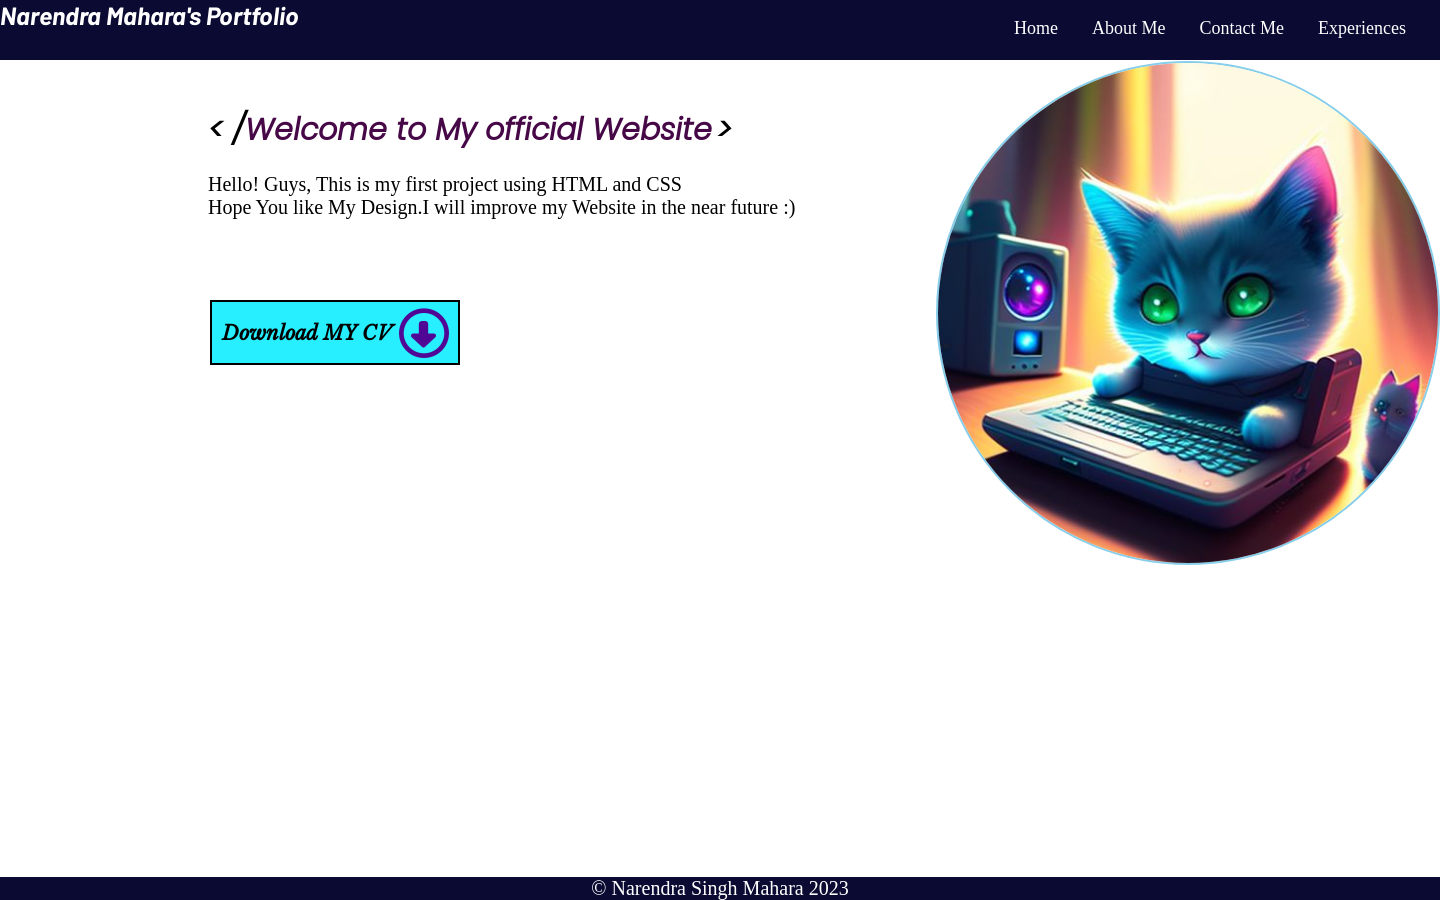 Narendra Mahara's Portfolio
Home About Me Contact Me Experiences
< /Welcome to My official Website >
Hello! Guys, This is my first project using HTML and CSS
Hope You like My Design.I will improve my Website in the near future :)
Download MY CV
© Narendra Singh Mahara 2023